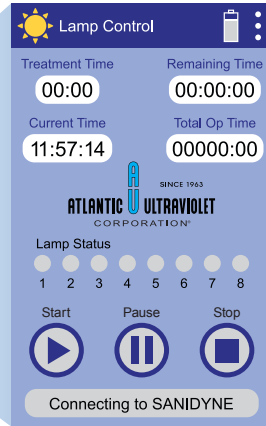 Lamp Control
Treatment Time Remaining Time
00:00 00:00:00
Current Time Total Op Time
11:57:14 00000:00
SINCE 1963
ATLANTIC AU ULTRAVIOLET
CORPORATION®
Lamp Status
1 2 3 4 5 6 7 8
Start Pause Stop
Connecting to SANIDYNE